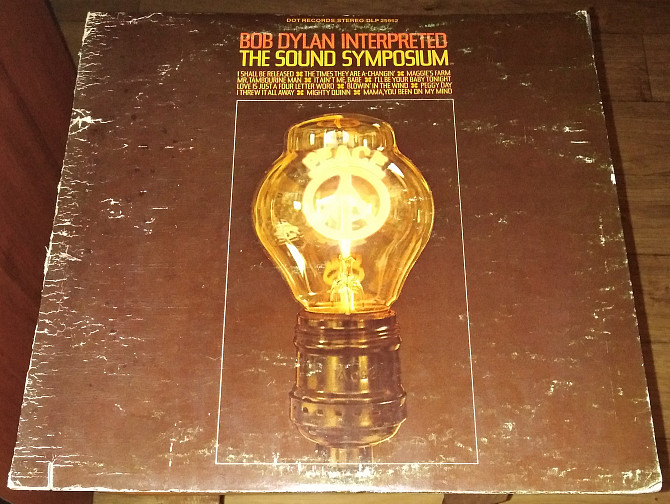 DOT RECORDS, STEREO DLP 25952
BOB DYLAN INTERPRETED
THE SOUND SYMPOSIUM
I SHALL BE RELEASED ✖ THE TIMES THEY ARE A-CHANGIN' ✖ MAGGIE'S FARM
MR. TAMBOURINE MAN ✖ IT AIN'T ME, BABE ✖ I'LL BE YOUR BABY TONIGHT
LOVE IS JUST A FOUR LETTER WORD ✖ BLOWIN' IN THE WIND ✖ PEGGY DAY
I THREW IT ALL AWAY ✖ MIGHTY QUINN ✖ MAMA, YOU BEEN ON MY MIND
PEACE